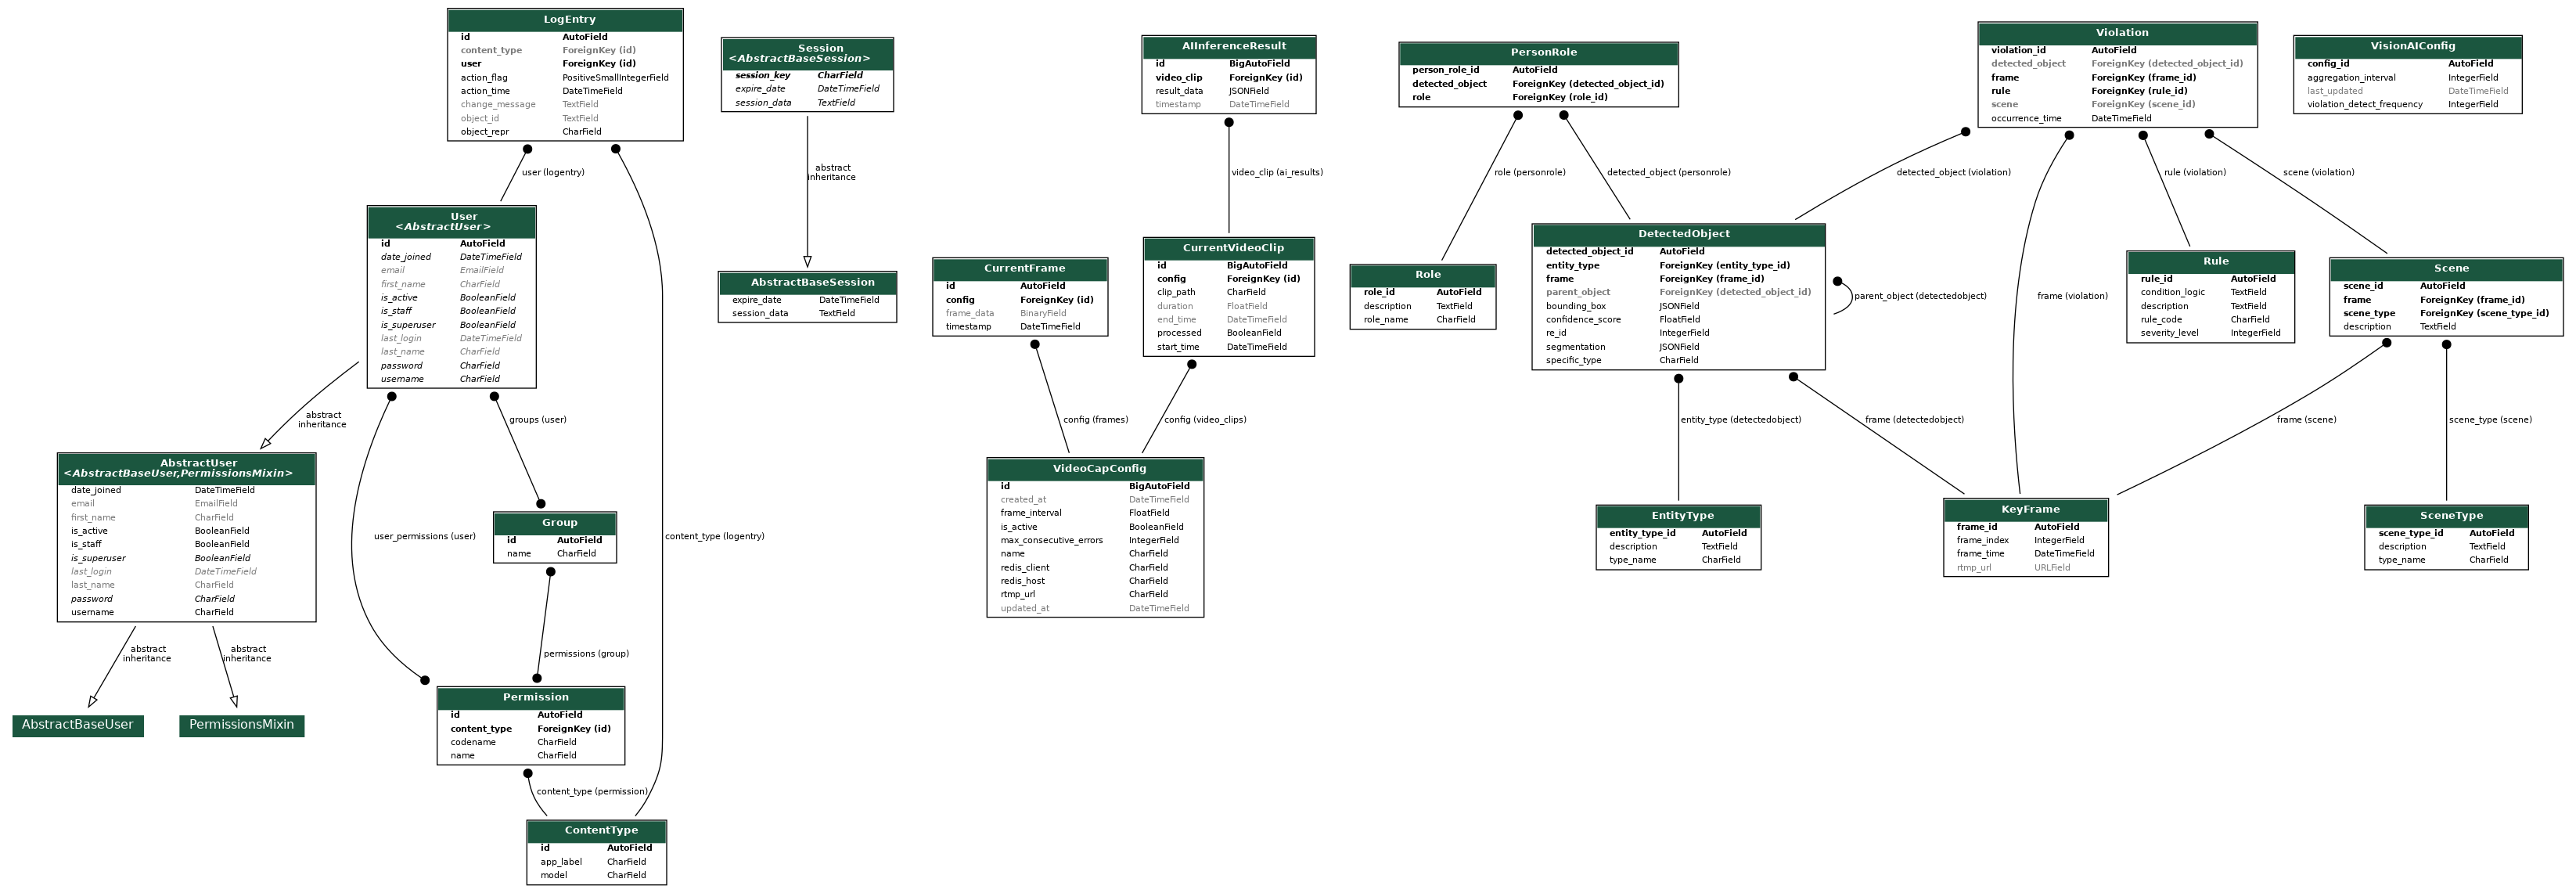 LogEntry
id AutoField
content_type ForeignKey (id)
user ForeignKey (id)
action_flag PositiveSmallIntegerField
action_time DateTimeField
change_message TextField
object_id TextField
object_repr CharField
user (logentry)
content_type (logentry)
User
<AbstractUser>
id AutoField
date_joined DateTimeField
email EmailField
first_name CharField
is_active BooleanField
is_staff BooleanField
is_superuser BooleanField
last_login DateTimeField
last_name CharField
password CharField
username CharField
abstract
inheritance
groups (user)
user_permissions (user)
AbstractUser
<AbstractBaseUser,PermissionsMixin>
date_joined DateTimeField
email EmailField
first_name CharField
is_active BooleanField
is_staff BooleanField
is_superuser BooleanField
last_login DateTimeField
last_name CharField
password CharField
username CharField
abstract
inheritance
abstract
inheritance
AbstractBaseUser
PermissionsMixin
Group
id AutoField
name CharField
permissions (group)
Permission
id AutoField
content_type ForeignKey (id)
codename CharField
name CharField
content_type (permission)
ContentType
id AutoField
app_label CharField
model CharField
Session
<AbstractBaseSession>
session_key CharField
expire_date DateTimeField
session_data TextField
abstract
inheritance
AbstractBaseSession
expire_date DateTimeField
session_data TextField
AIInferenceResult
id BigAutoField
video_clip ForeignKey (id)
result_data JSONField
timestamp DateTimeField
video_clip (ai_results)
CurrentFrame
id AutoField
config ForeignKey (id)
frame_data BinaryField
timestamp DateTimeField
config (frames)
CurrentVideoClip
id BigAutoField
config ForeignKey (id)
clip_path CharField
duration FloatField
end_time DateTimeField
processed BooleanField
start_time DateTimeField
config (video_clips)
VideoCapConfig
id BigAutoField
created_at DateTimeField
frame_interval FloatField
is_active BooleanField
max_consecutive_errors IntegerField
name CharField
redis_client CharField
redis_host CharField
rtmp_url CharField
updated_at DateTimeField
PersonRole
person_role_id AutoField
detected_object ForeignKey (detected_object_id)
role ForeignKey (role_id)
role (personrole)
detected_object (personrole)
Role
role_id AutoField
description TextField
role_name CharField
DetectedObject
detected_object_id AutoField
entity_type ForeignKey (entity_type_id)
frame ForeignKey (frame_id)
parent_object ForeignKey (detected_object_id)
bounding_box JSONField
confidence_score FloatField
re_id IntegerField
segmentation JSONField
specific_type CharField
parent_object (detectedobject)
entity_type (detectedobject)
frame (detectedobject)
EntityType
entity_type_id AutoField
description TextField
type_name CharField
Violation
violation_id AutoField
detected_object ForeignKey (detected_object_id)
frame ForeignKey (frame_id)
rule ForeignKey (rule_id)
scene ForeignKey (scene_id)
occurrence_time DateTimeField
detected_object (violation)
frame (violation)
rule (violation)
scene (violation)
Rule
rule_id AutoField
condition_logic TextField
description TextField
rule_code CharField
severity_level IntegerField
Scene
scene_id AutoField
frame ForeignKey (frame_id)
scene_type ForeignKey (scene_type_id)
description TextField
frame (scene)
scene_type (scene)
KeyFrame
frame_id AutoField
frame_index IntegerField
frame_time DateTimeField
rtmp_url URLField
SceneType
scene_type_id AutoField
description TextField
type_name CharField
VisionAIConfig
config_id AutoField
aggregation_interval IntegerField
last_updated DateTimeField
violation_detect_frequency IntegerField